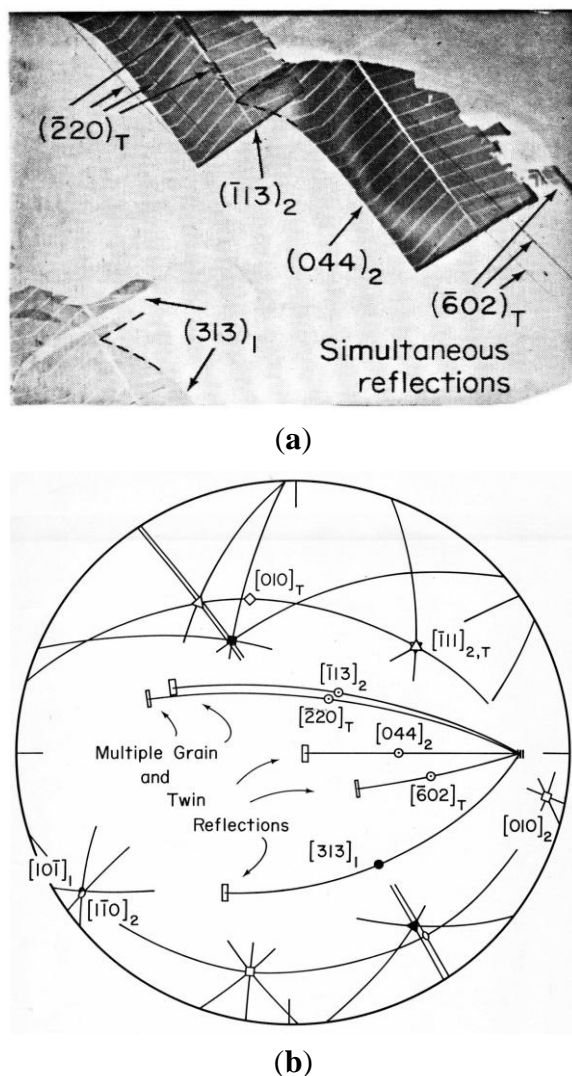 (2̄20)T
(1̄13)2
(044)2
(6̄02)T
(313)1
Simultaneous
reflections
(a)
[010]T
[1̄11]2,T
[1̄13]2
[2̄20]T
Multiple Grain
and
Twin
Reflections
[044]2
[6̄02]T
[010]2
[313]1
[101̄]1
[11̄0]2
(b)